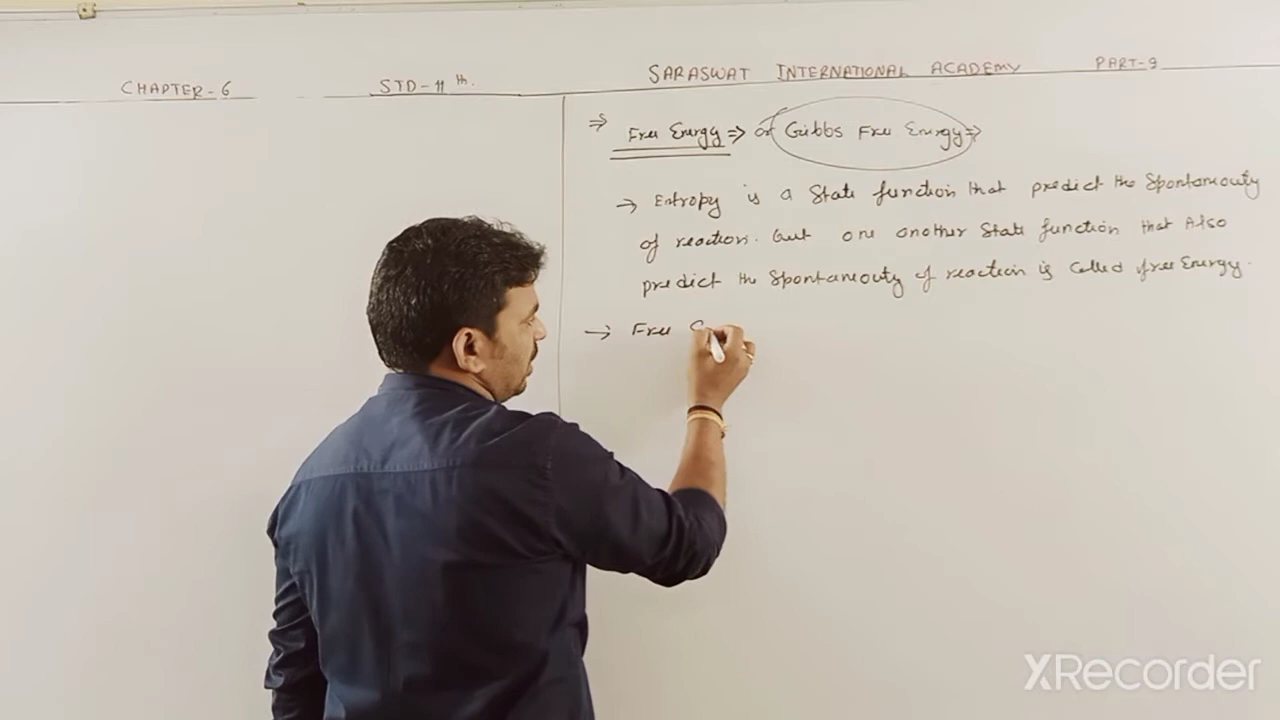 CHAPTER-6 STD-11th. SARASWAT INTERNATIONAL ACADEMY PART-9
⇒ Free Energy ⇒ or Gibbs Free Energy ⇒
→ Entropy is a State function that predict the Spontaneouty
of reaction. but one another State function that Also
predict the Spontaneouty of reaction is called free Energy.
→ Free
XRecorder